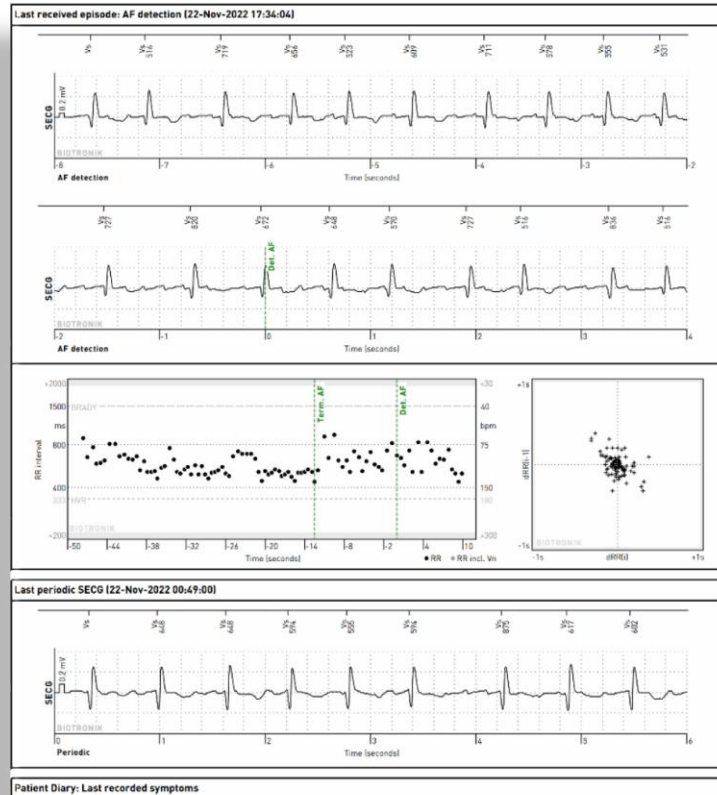 Last received episode: AF detection (22-Nov-2022 17:34:04)
Vs Vs Vs Vs Vs Vs Vs Vs Vs Vs
516 719 656 523 609 711 578 555 531
0.2 mV
SECG
BIOTRONIK
-8 -7 -6 -5 -4 -3 -2
AF detection Time [seconds]
Vs Vs Vs Vs Vs Vs Vs Vs Vs
727 820 672 648 570 727 516 836 516
Det. AF
SECG
BIOTRONIK
-2 -1 0 1 2 3 4
AF detection Time [seconds]
>2000 <30 +1s
1500 BRADY 40
ms bpm
800 75
RR interval
Term. AF
Det. AF
dRR(i-1)
400 150
333 HVR 180
BIOTRONIK
<200 >300
-50 -44 -38 -32 -26 -20 -14 -8 -2 4 10
Time [seconds]
RR RR incl. Vn
BIOTRONIK
-1s
-1s dRR(i) +1s
Last periodic SECG (22-Nov-2022 00:49:00)
Vs Vs Vs Vs Vs Vs Vs Vs Vs
648 648 594 555 594 875 617 602
0.2 mV
SECG
BIOTRONIK
0 1 2 3 4 5 6
Periodic Time [seconds]
Patient Diary: Last recorded symptoms